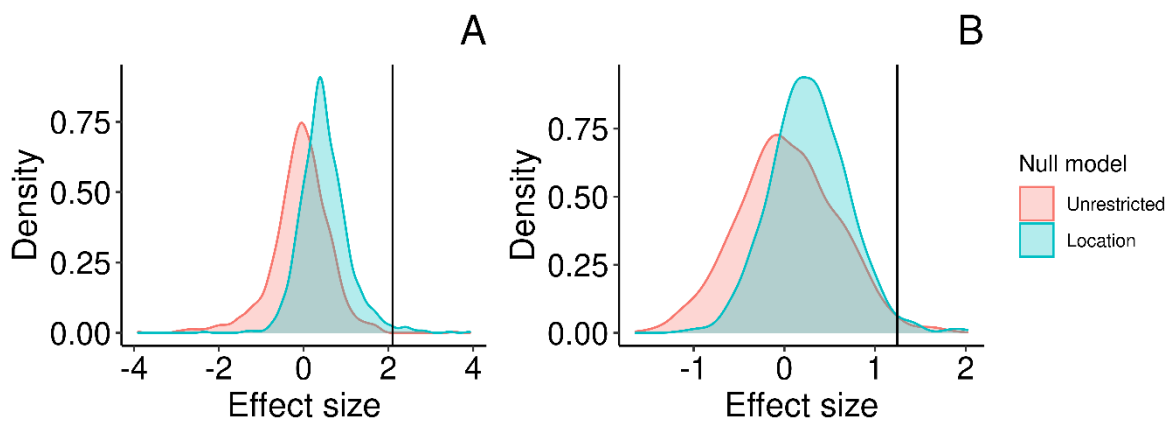 A
Density
0.75
0.50
0.25
0.00
-4
-2
0
2
4
Effect size
B
Density
0.75
0.50
0.25
0.00
-1
0
1
2
Effect size
Null model
Unrestricted
Location